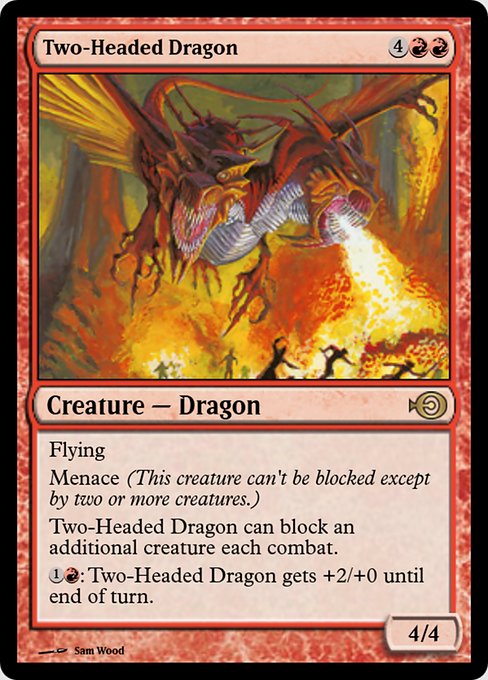 Two-Headed Dragon 4
Creature — Dragon
Flying
Menace (This creature can't be blocked except
by two or more creatures.)
Two-Headed Dragon can block an
additional creature each combat.
1: Two-Headed Dragon gets +2/+0 until
end of turn.
4/4
Sam Wood